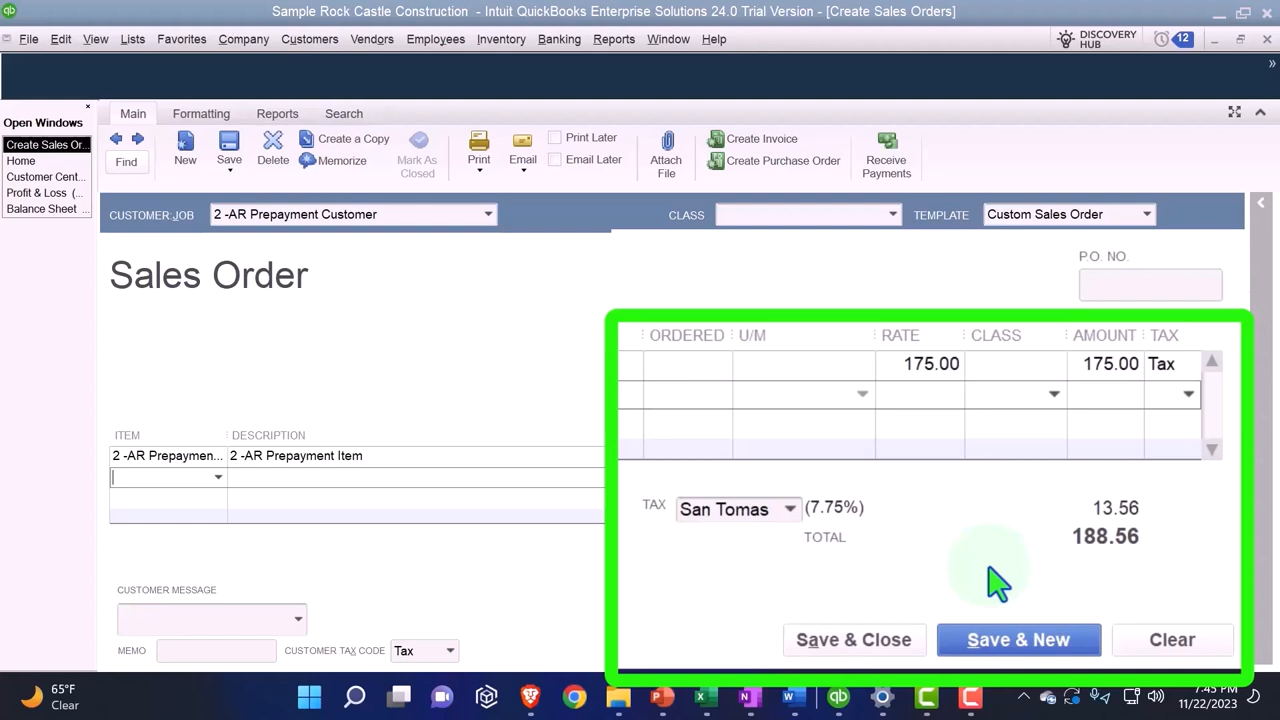 Sample Rock Castle Construction - Intuit QuickBooks Enterprise Solutions 24.0 Trial Version - [Create Sales Orders]
File Edit View Lists Favorites Company Customers Vendors Employees Inventory Banking Reports Window Help
DISCOVERY HUB
12
Open Windows
Create Sales Or...
Home
Customer Cent...
Profit & Loss (...
Balance Sheet ...
Main Formatting Reports Search
Find
New
Save
Delete
Create a Copy
Memorize
Mark As
Closed
Print
Email
Print Later
Email Later
Attach
File
Create Invoice
Create Purchase Order
Receive
Payments
CUSTOMER:JOB 2 -AR Prepayment Customer CLASS TEMPLATE Custom Sales Order
Sales Order
P.O. NO.
ITEM DESCRIPTION ORDERED U/M RATE CLASS AMOUNT TAX
2 -AR Prepaymen... 2 -AR Prepayment Item 175.00 175.00 Tax
TAX San Tomas (7.75%) 13.56
TOTAL 188.56
CUSTOMER MESSAGE
MEMO CUSTOMER TAX CODE Tax
Save & Close Save & New Clear
65°F
Clear
7:45 PM
11/22/2023